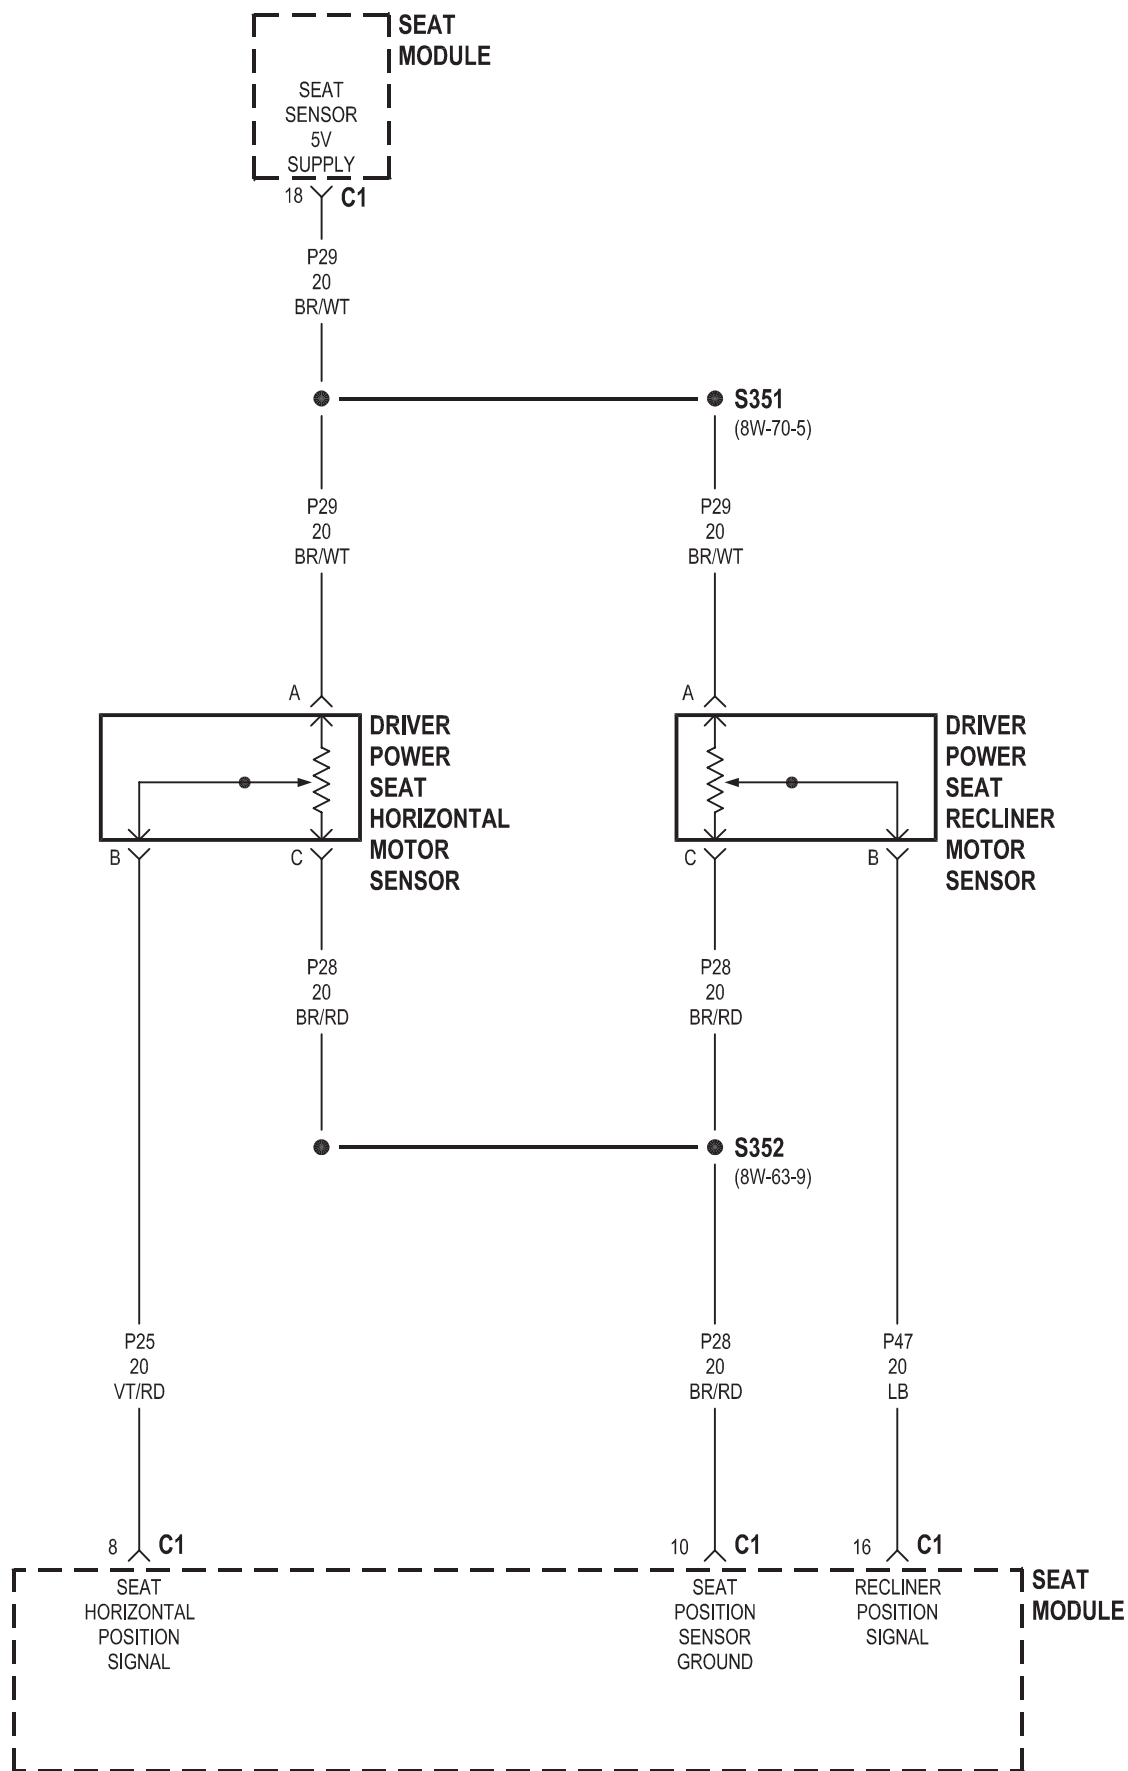 SEAT
MODULE
SEAT
SENSOR
5V
SUPPLY
18
C1
P29
20
BR/WT
S351
(8W-70-5)
P29
20
BR/WT
P29
20
BR/WT
A
A
DRIVER
POWER
SEAT
HORIZONTAL
MOTOR
SENSOR
DRIVER
POWER
SEAT
RECLINER
MOTOR
SENSOR
B
C
C
B
P28
20
BR/RD
P28
20
BR/RD
S352
(8W-63-9)
P25
20
VT/RD
P28
20
BR/RD
P47
20
LB
8
C1
10
C1
16
C1
SEAT
HORIZONTAL
POSITION
SIGNAL
SEAT
POSITION
SENSOR
GROUND
RECLINER
POSITION
SIGNAL
SEAT
MODULE